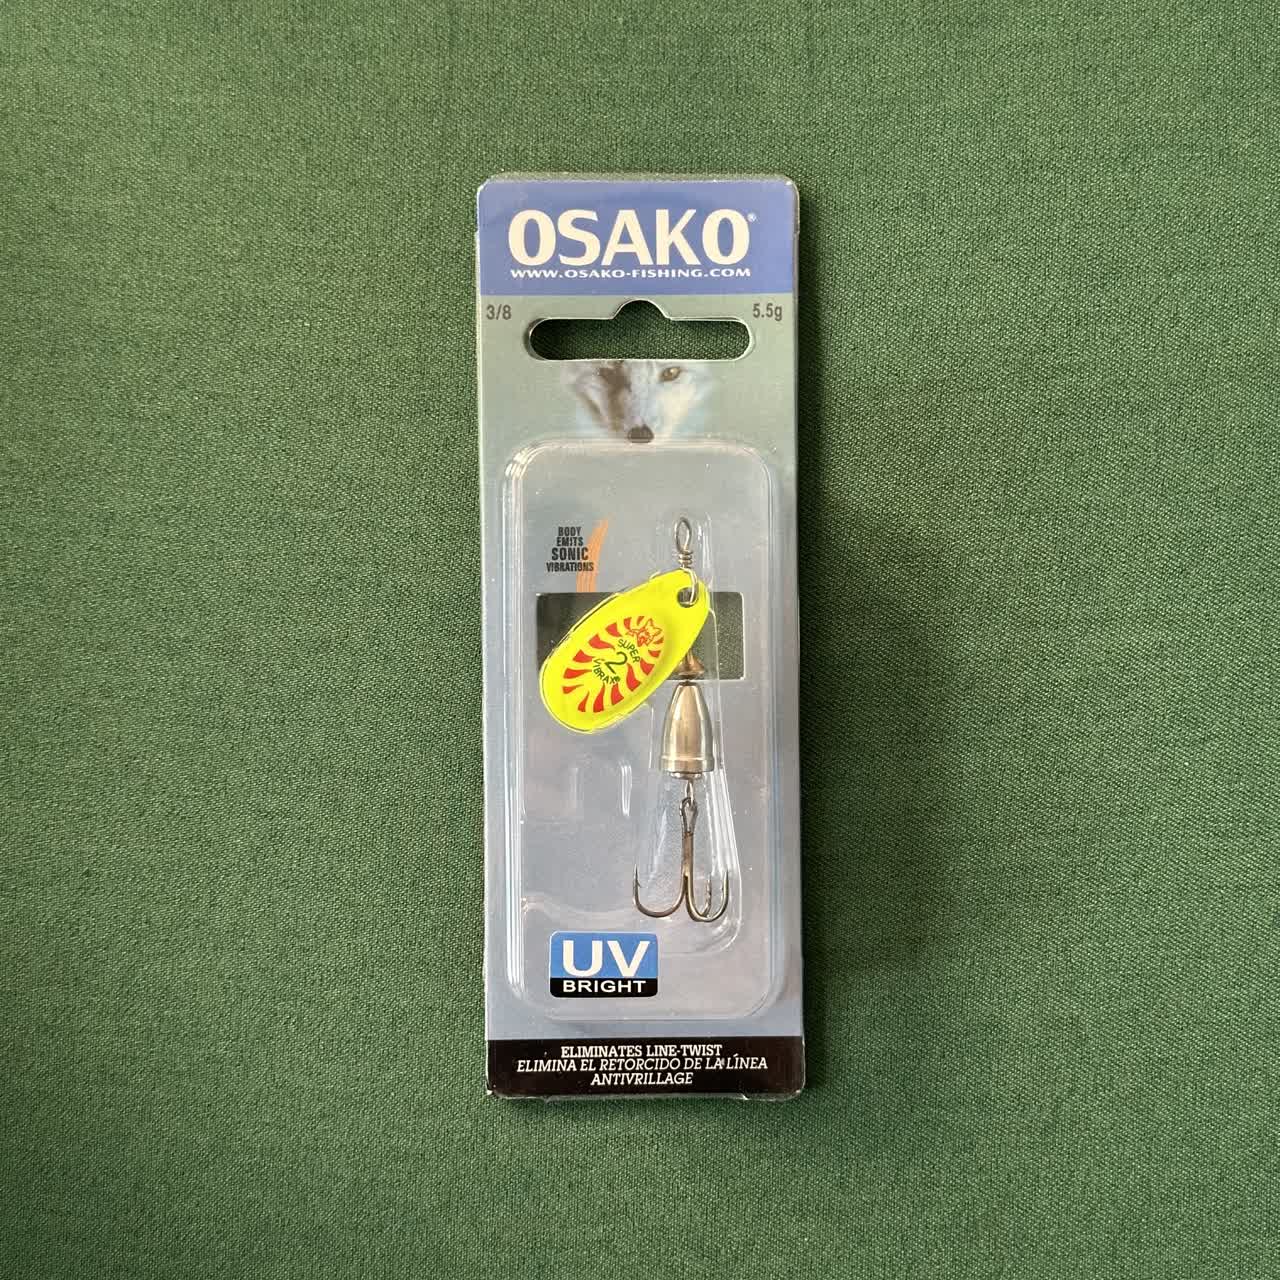 OSAKO®
WWW.OSAKO-FISHING.COM
3/8
5.5g
BODY
EMITS
SONIC
VIBRATIONS
SUPER
2
VIBRAX®
UV
BRIGHT
ELIMINATES LINE-TWIST
ELIMINA EL RETORCIDO DE LA LÍNEA
ANTIVRILLAGE